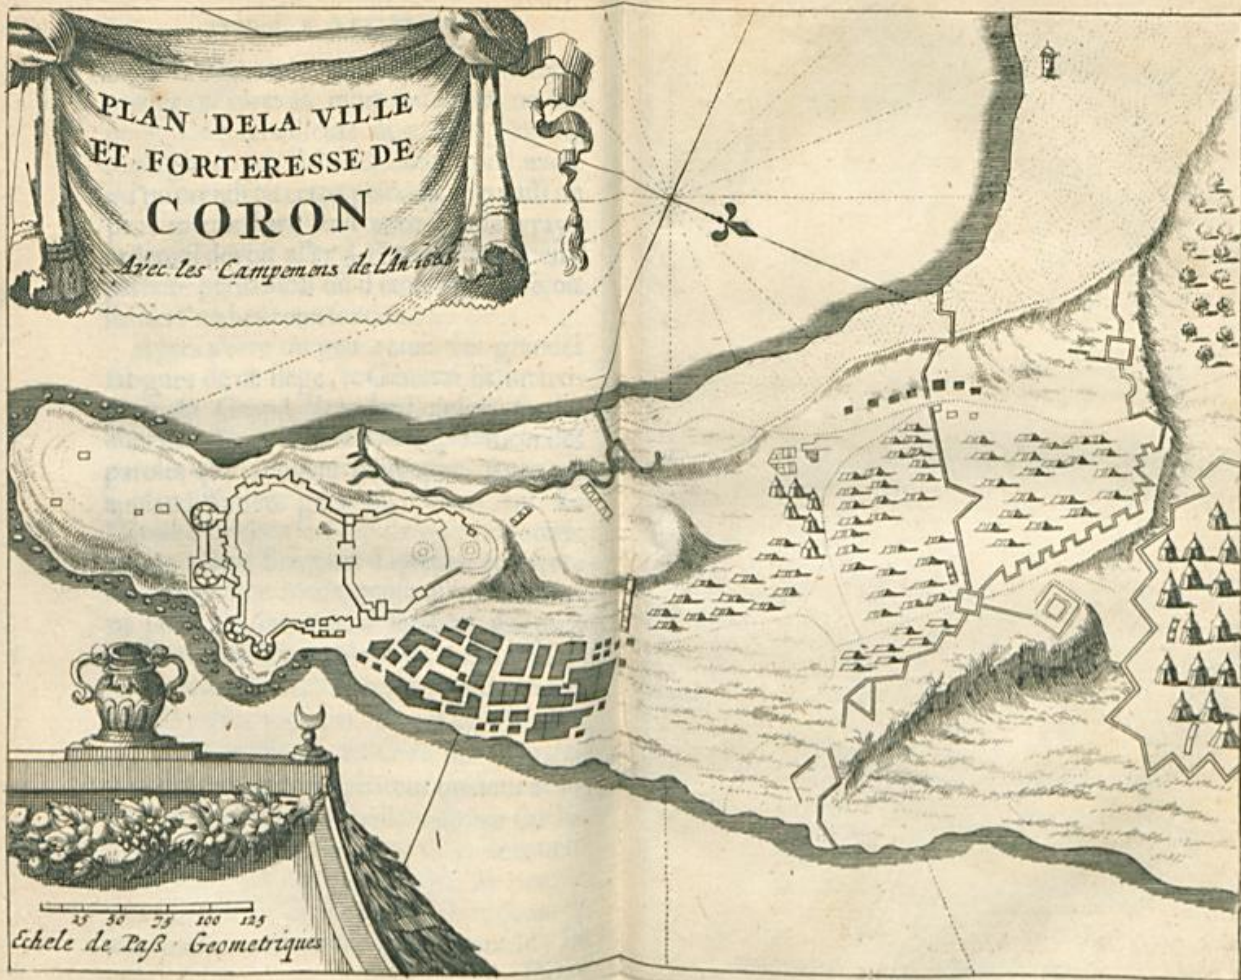 PLAN DELA VILLE
ET FORTERESSE DE
CORON
Avec les Campemens de l'An 1685
25 50 75 100 125
Echele de Paß Geometriques